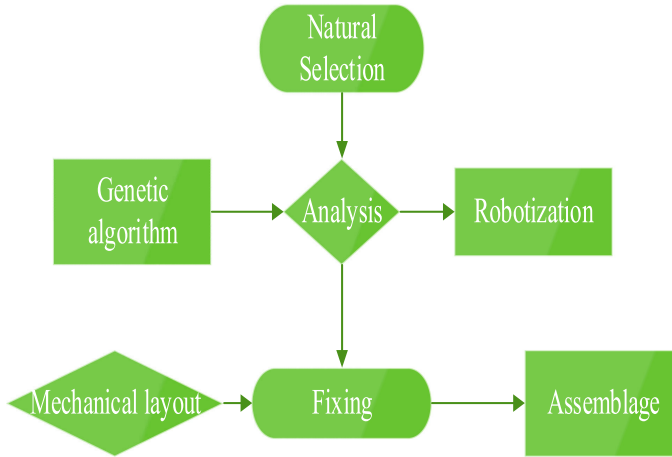 Natural
Selection
Genetic
algorithm
Analysis
Robotization
Mechanical layout
Fixing
Assemblage